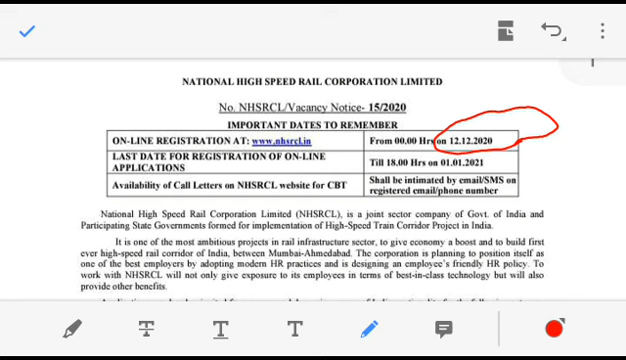 NATIONAL HIGH SPEED RAIL CORPORATION LIMITED
No. NHSRCL/Vacancy Notice- 15/2020
IMPORTANT DATES TO REMEMBER
ON-LINE REGISTRATION AT: www.nhsrcl.in From 00.00 Hrs on 12.12.2020
LAST DATE FOR REGISTRATION OF ON-LINE
APPLICATIONS Till 18.00 Hrs on 01.01.2021
Availability of Call Letters on NHSRCL website for CBT Shall be intimated by email/SMS on
registered email/phone number
National High Speed Rail Corporation Limited (NHSRCL), is a joint sector company of Govt. of India and
Participating State Governments formed for implementation of High-Speed Train Corridor Project in India.
It is one of the most ambitious projects in rail infrastructure sector, to give economy a boost and to build first
ever high-speed rail corridor of India, between Mumbai-Ahmedabad. The corporation is planning to position itself as
one of the best employers by adopting modern HR practices and is designing an employee's friendly HR policy. To
work with NHSRCL will not only give exposure to its employees in terms of best-in-class technology but will also
provide other benefits.
T T T